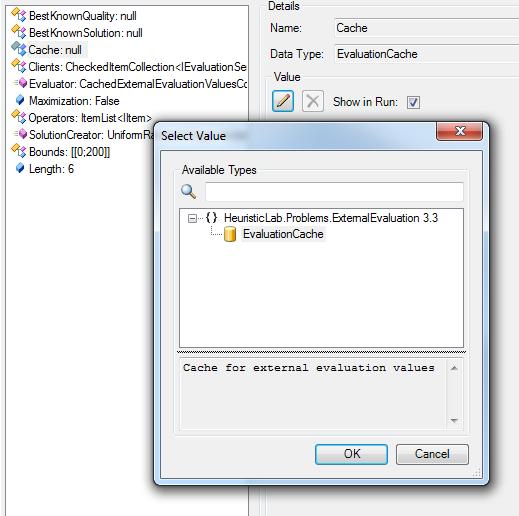 BestKnownQuality: null
BestKnownSolution: null
Cache: null
Clients: CheckedItemCollection<IEvaluationSe
Evaluator: CachedExternalEvaluationValuesCo
Maximization: False
Operators: ItemList<IItem>
SolutionCreator: UniformRa
Bounds: [[0;200]]
Length: 6
Details
Name: Cache
Data Type: EvaluationCache
Value
Show in Run:
Select Value
Available Types
{} HeuristicLab.Problems.ExternalEvaluation 3.3
EvaluationCache
Cache for external evaluation values
OK Cancel